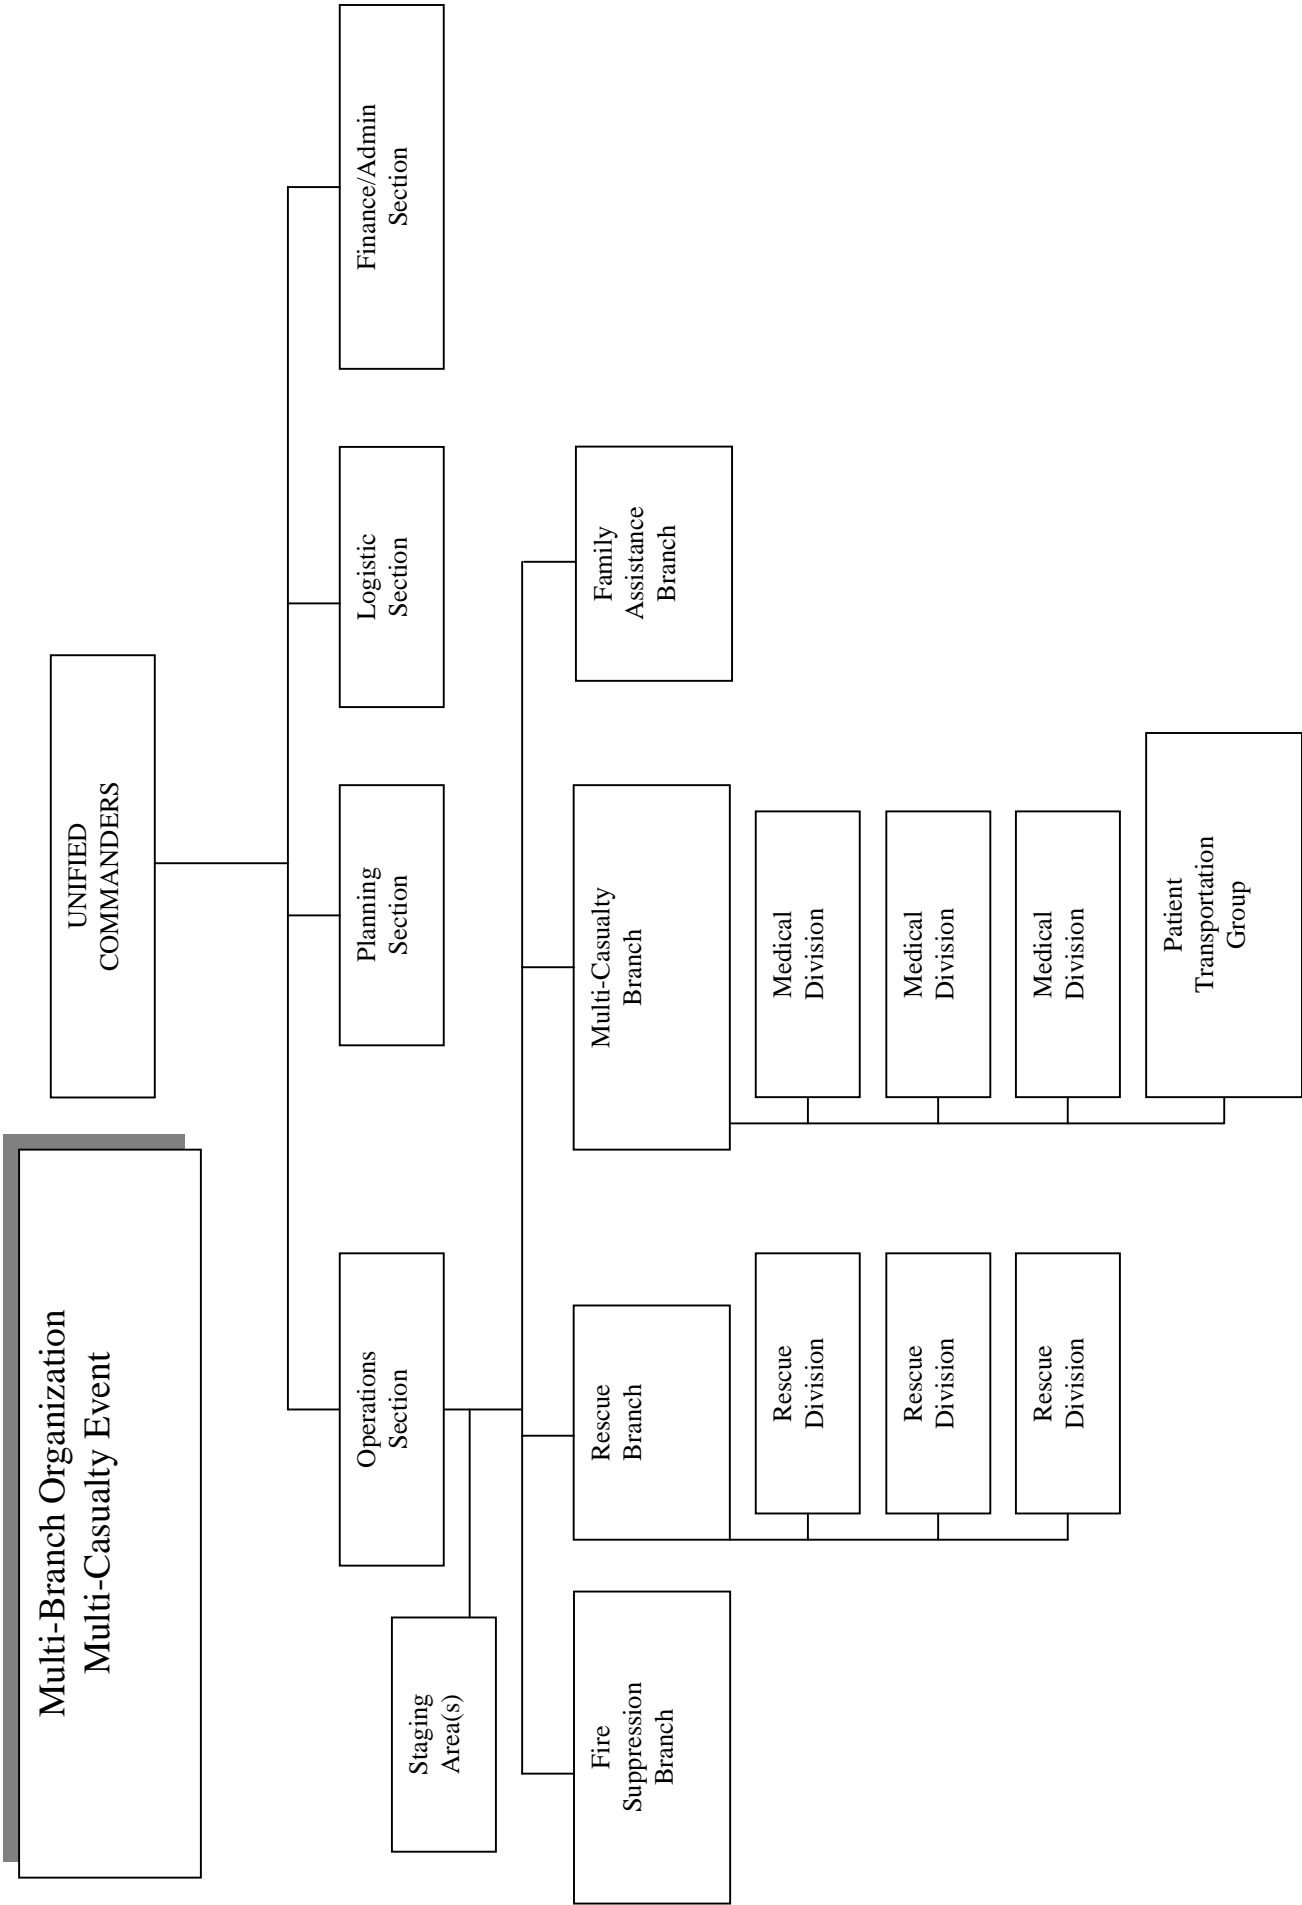 Multi-Branch Organization
Multi-Casualty Event
UNIFIED
COMMANDERS
Operations
Section
Planning
Section
Logistic
Section
Finance/Admin
Section
Staging
Area(s)
Fire
Suppression
Branch
Rescue
Branch
Multi-Casualty
Branch
Family
Assistance
Branch
Rescue
Division
Rescue
Division
Rescue
Division
Medical
Division
Medical
Division
Medical
Division
Patient
Transportation
Group